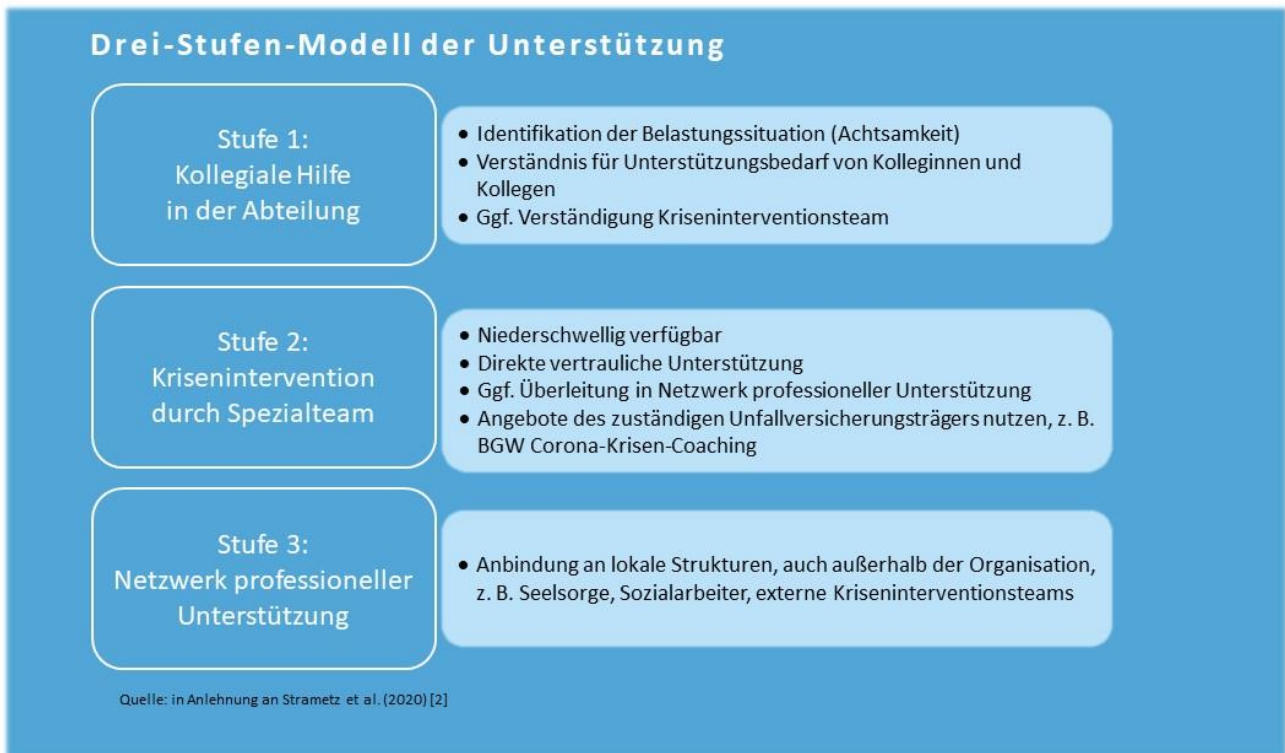 Drei-Stufen-Modell der Unterstützung
Stufe 1:
Kollegiale Hilfe
in der Abteilung
• Identifikation der Belastungssituation (Achtsamkeit)
• Verständnis für Unterstützungsbedarf von Kolleginnen und
Kollegen
• Ggf. Verständigung Kriseninterventionsteam
Stufe 2:
Krisenintervention
durch Spezialteam
• Niederschwellig verfügbar
• Direkte vertrauliche Unterstützung
• Ggf. Überleitung in Netzwerk professioneller Unterstützung
• Angebote des zuständigen Unfallversicherungsträgers nutzen, z. B.
BGW Corona-Krisen-Coaching
Stufe 3:
Netzwerk professioneller
Unterstützung
• Anbindung an lokale Strukturen, auch außerhalb der Organisation,
z. B. Seelsorge, Sozialarbeiter, externe Kriseninterventionsteams
Quelle: in Anlehnung an Strametz et al. (2020) [2]